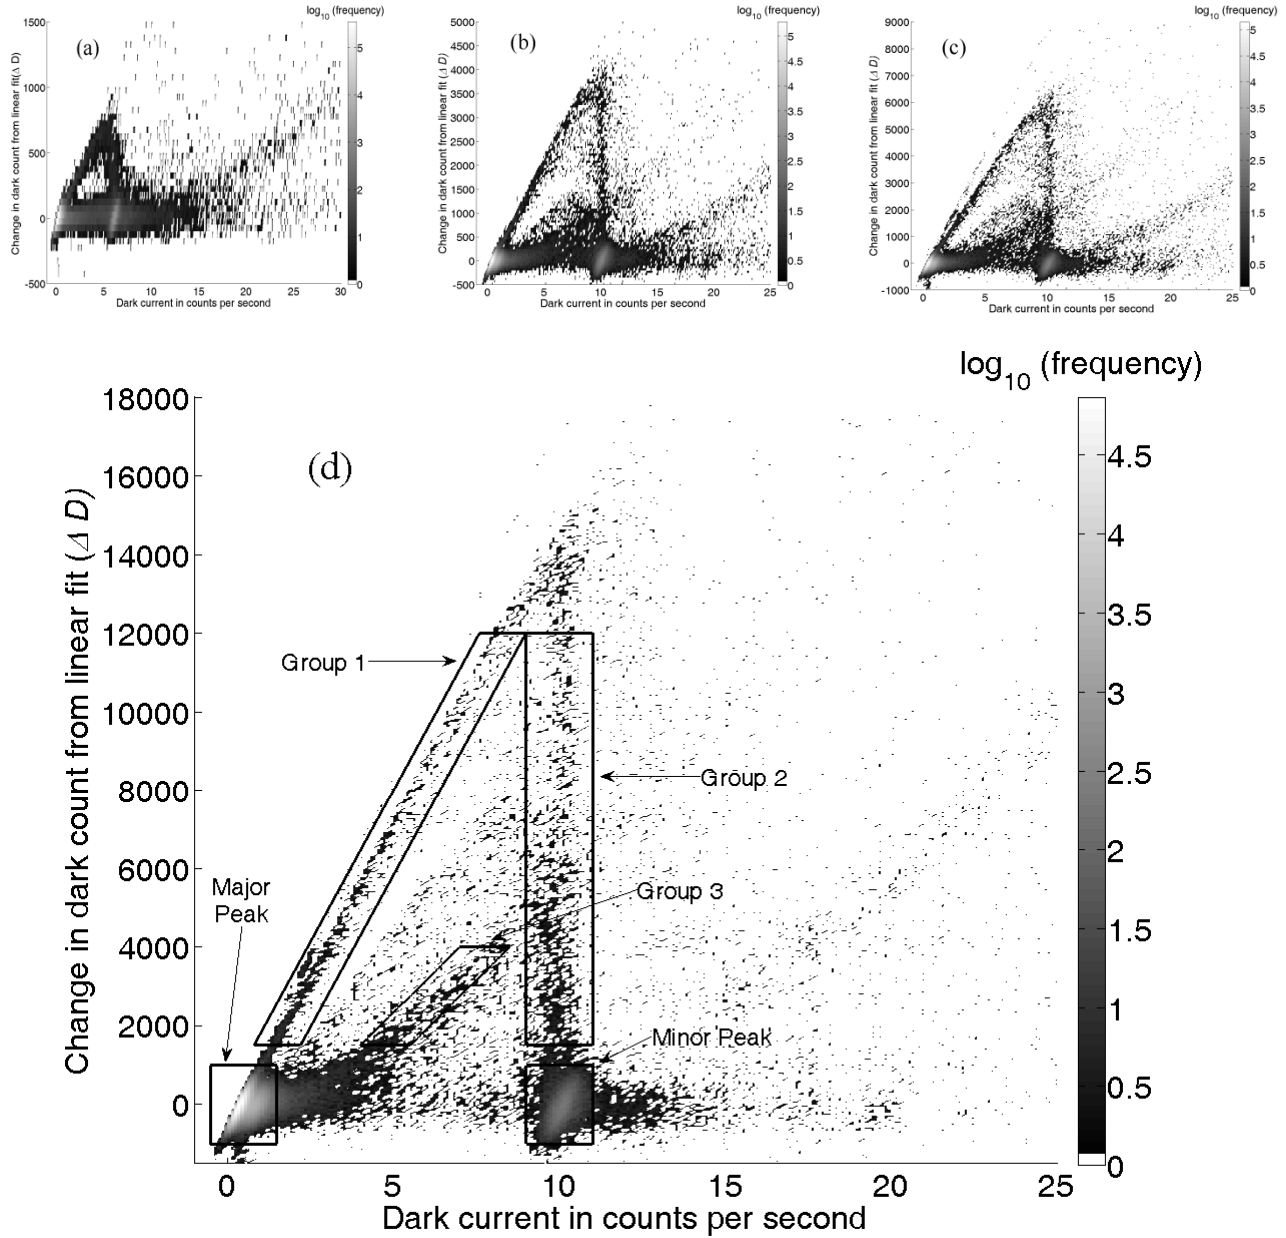 log10 (frequency)
(a)
Change in dark count from linear fit(Δ D)
1500
1000
500
0
-500
0 5 10 15 20 25 30
Dark current in counts per second
5
4
3
2
1
0
log10 (frequency)
(b)
Change in dark count from linear fit (Δ D)
5000
4500
4000
3500
3000
2500
2000
1500
1000
500
0
-500
0 5 10 15 20 25
Dark current in counts per second
5
4.5
4
3.5
3
2.5
2
1.5
1
0.5
0
log10 (frequency)
(c)
Change in dark count from linear fit (Δ D)
9000
8000
7000
6000
5000
4000
3000
2000
1000
0
-1000
0 5 10 15 20 25
Dark current in counts per second
5
4.5
4
3.5
3
2.5
2
1.5
1
0.5
0
log10 (frequency)
(d)
Change in dark count from linear fit (Δ D)
18000
16000
14000
12000
10000
8000
6000
4000
2000
0
Group 1
Group 2
Group 3
Major
Peak
Minor Peak
0 5 10 15 20 25
Dark current in counts per second
4.5
4
3.5
3
2.5
2
1.5
1
0.5
0